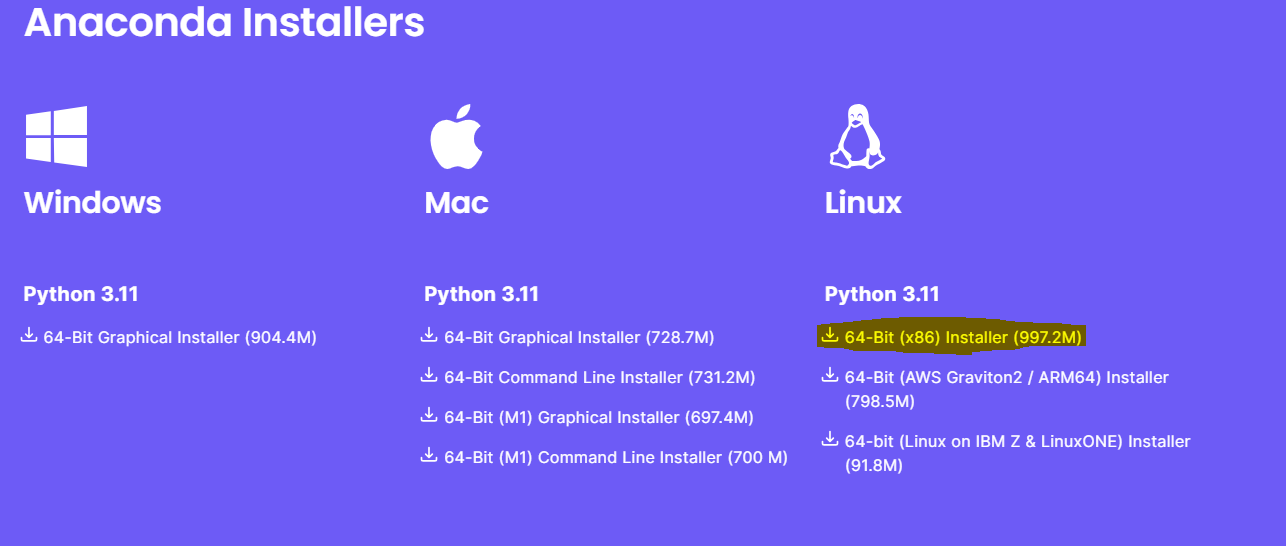 Anaconda Installers
Windows
Python 3.11
64-Bit Graphical Installer (904.4M)
Mac
Python 3.11
64-Bit Graphical Installer (728.7M)
64-Bit Command Line Installer (731.2M)
64-Bit (M1) Graphical Installer (697.4M)
64-Bit (M1) Command Line Installer (700 M)
Linux
Python 3.11
64-Bit (x86) Installer (997.2M)
64-Bit (AWS Graviton2 / ARM64) Installer
(798.5M)
64-bit (Linux on IBM Z & LinuxONE) Installer
(91.8M)